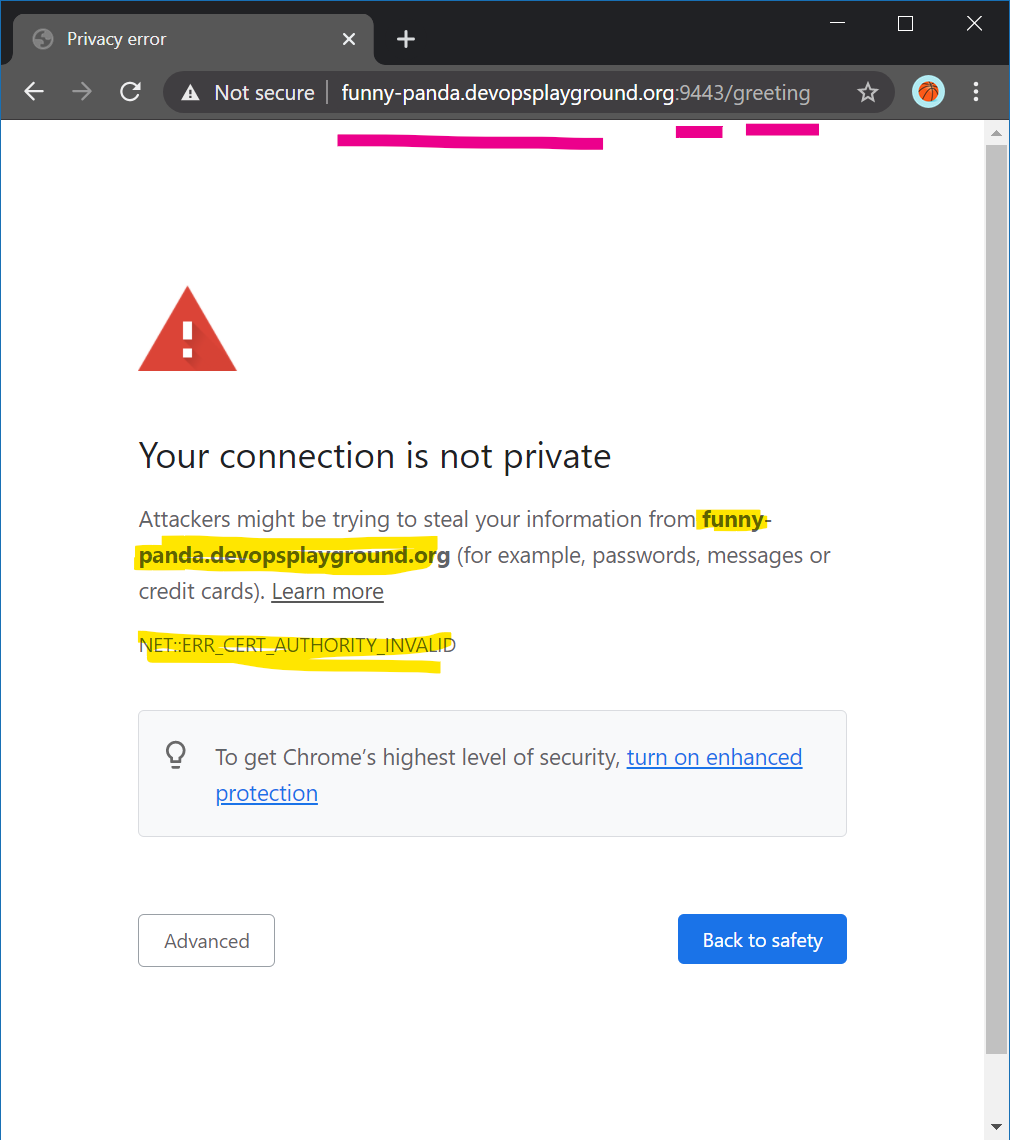 Privacy error
Not secure funny-panda.devopsplayground.org:9443/greeting
Your connection is not private
Attackers might be trying to steal your information from funny-
panda.devopsplayground.org (for example, passwords, messages or
credit cards). Learn more
NET::ERR_CERT_AUTHORITY_INVALID
To get Chrome’s highest level of security, turn on enhanced
protection
Advanced Back to safety